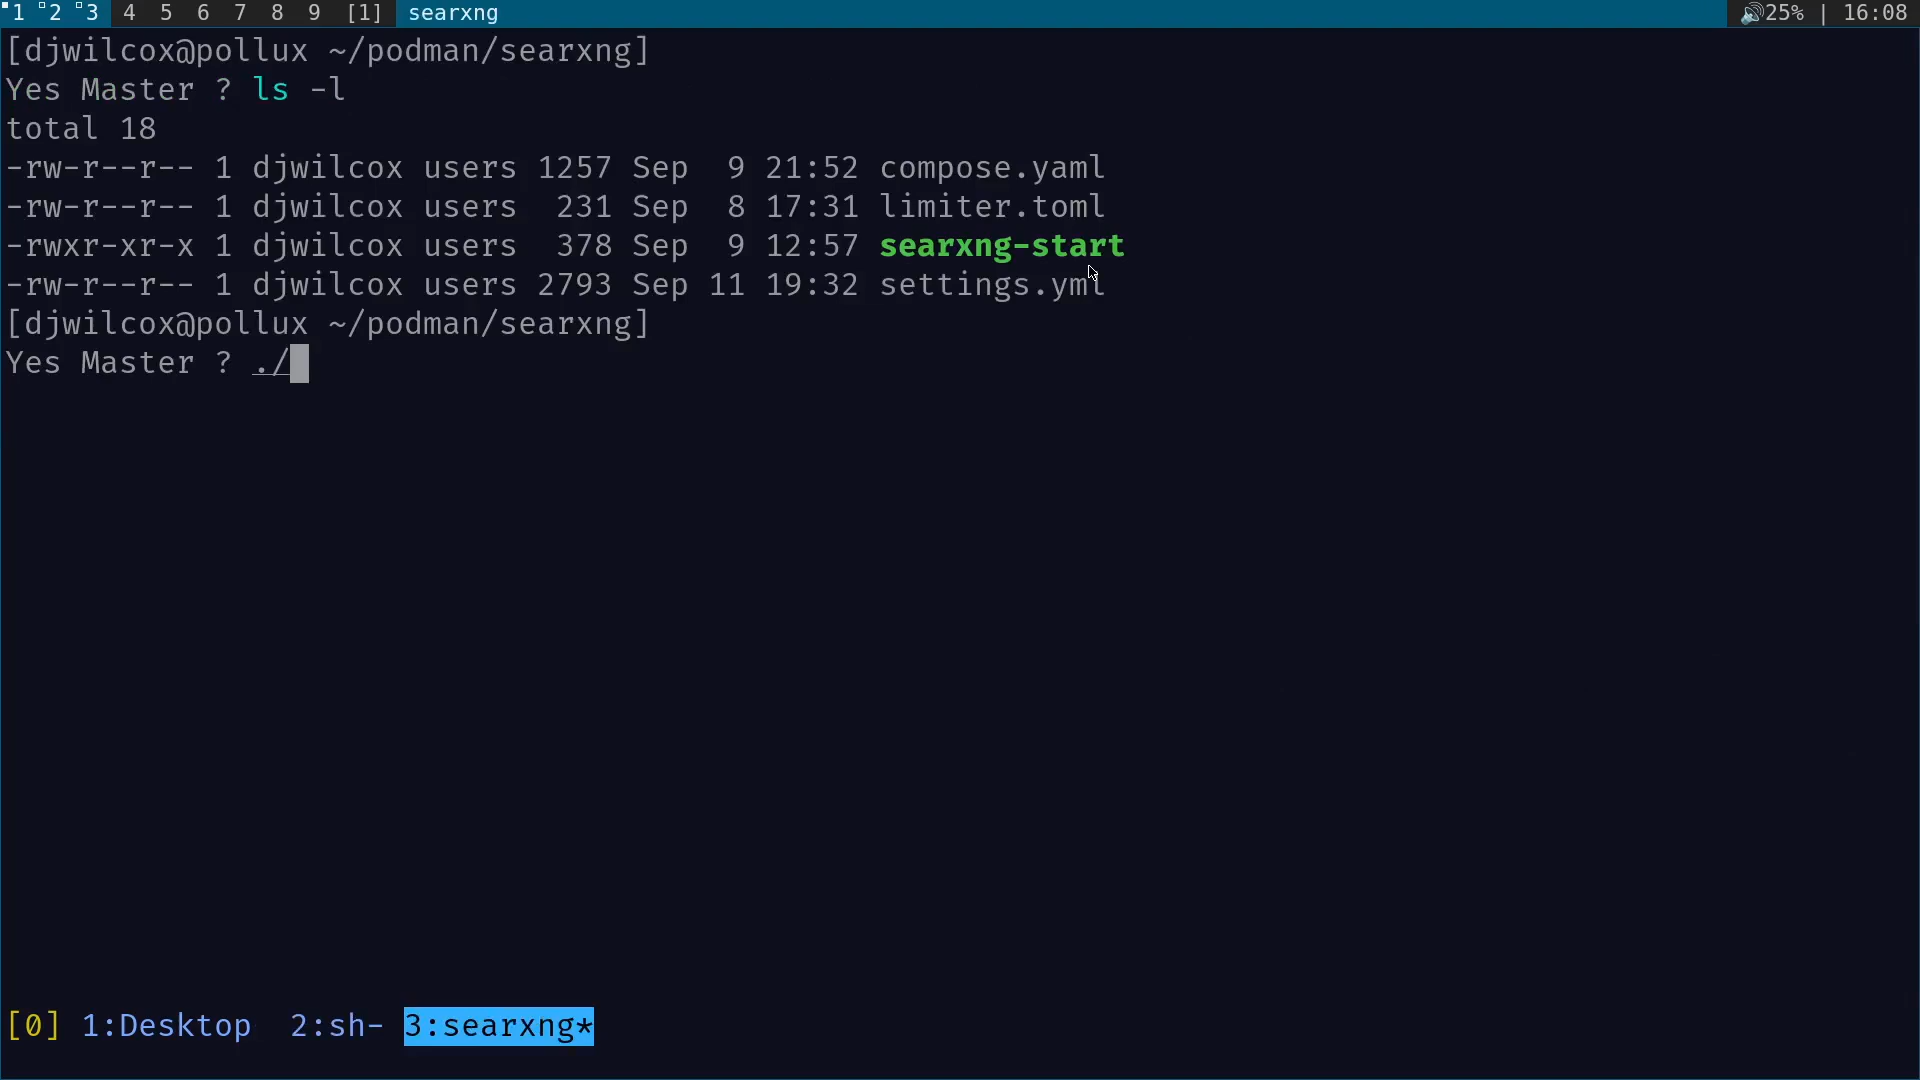 1 2 3 4 5 6 7 8 9 [1] searxng 25% | 16:08
[djwilcox@pollux ~/podman/searxng]
Yes Master ? ls -l
total 18
-rw-r--r-- 1 djwilcox users 1257 Sep  9 21:52 compose.yaml
-rw-r--r-- 1 djwilcox users  231 Sep  8 17:31 limiter.toml
-rwxr-xr-x 1 djwilcox users  378 Sep  9 12:57 searxng-start
-rw-r--r-- 1 djwilcox users 2793 Sep 11 19:32 settings.yml
[djwilcox@pollux ~/podman/searxng]
Yes Master ? ./
[0] 1:Desktop  2:sh- 3:searxng*